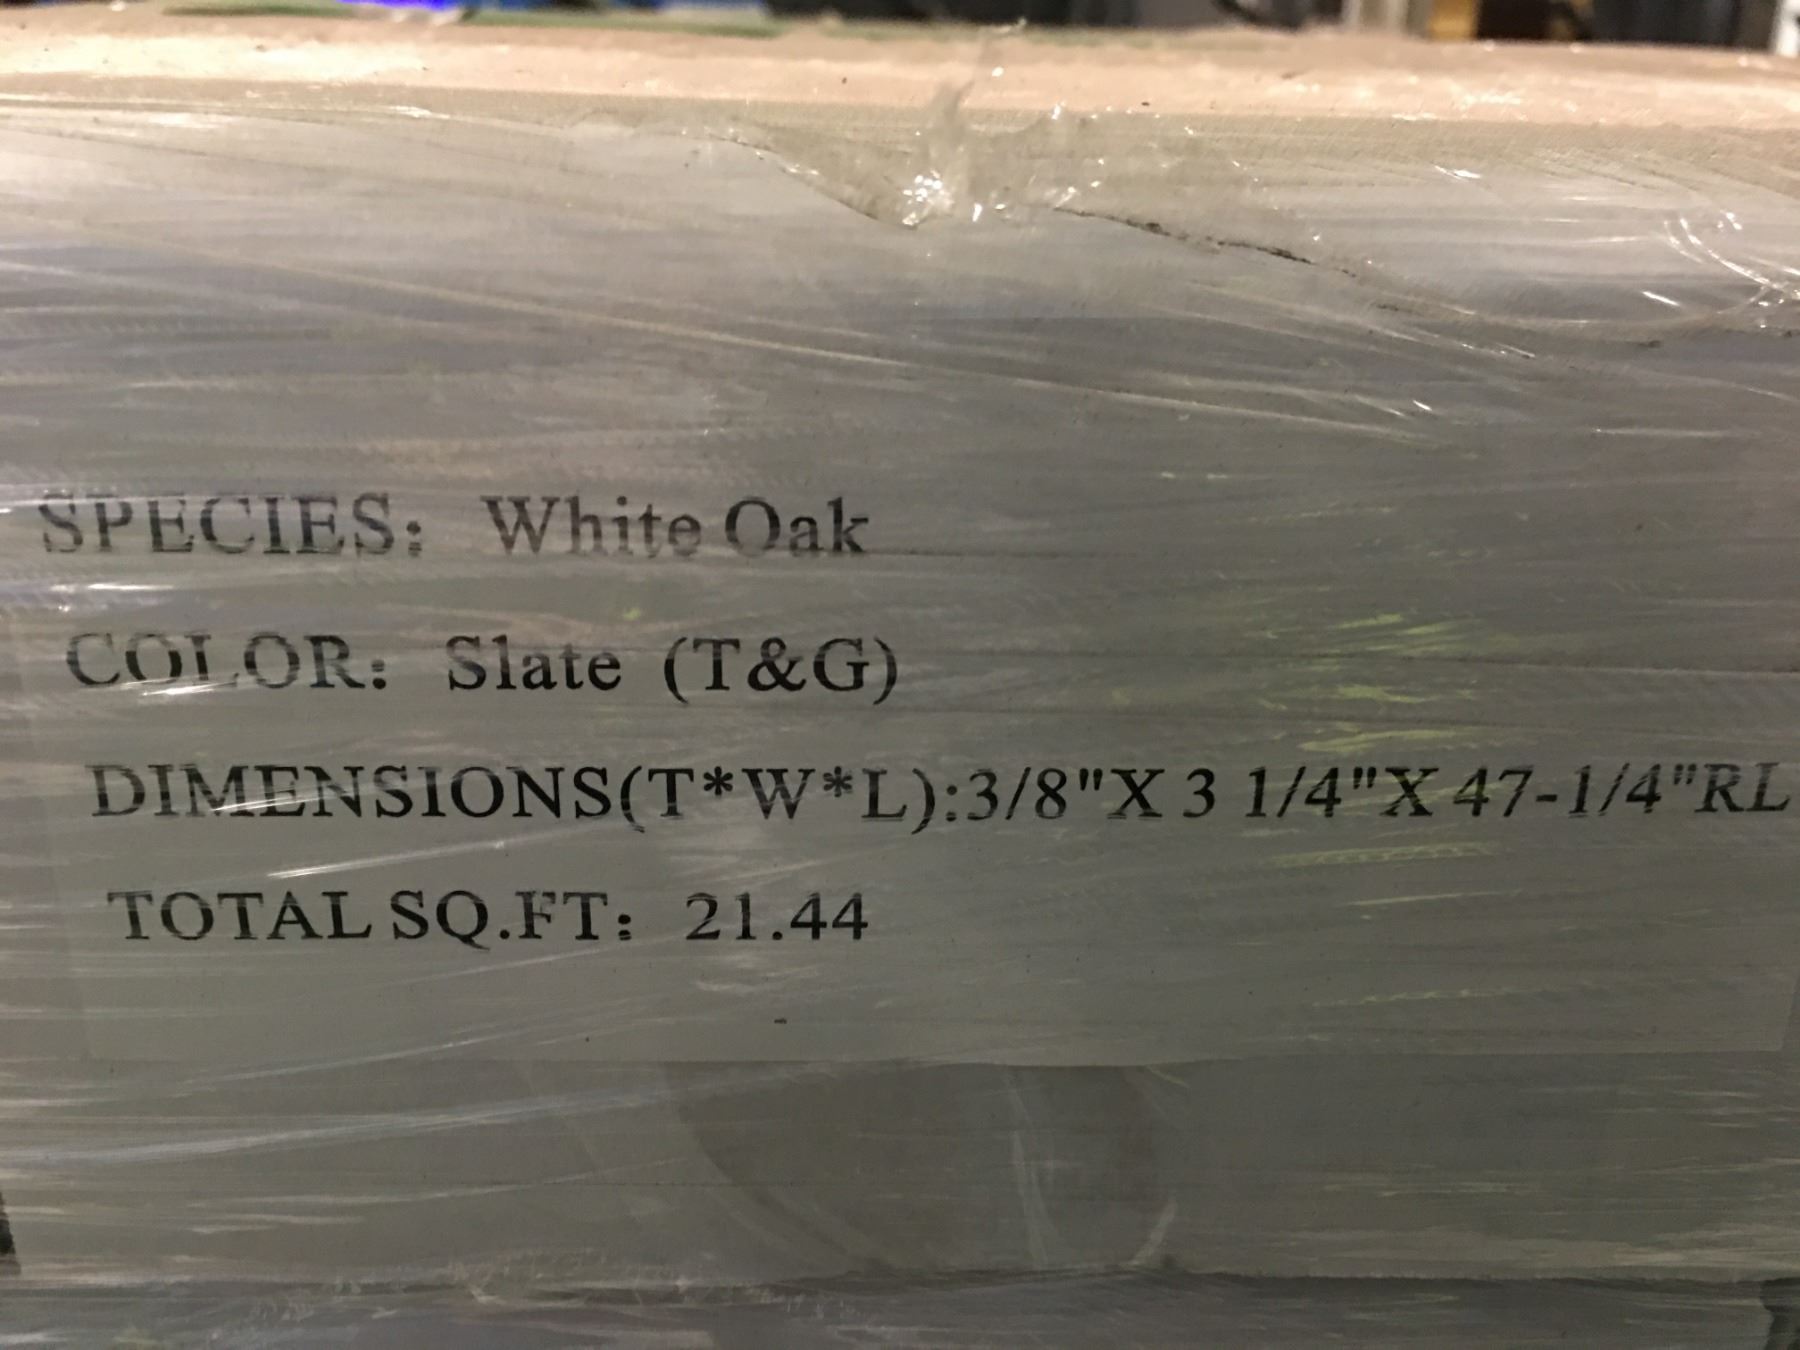 SPECIES: White Oak
COLOR: Slate (T&G)
DIMENSIONS(T*W*L):3/8"X 3 1/4"X 47-1/4"RL
TOTAL SQ.FT: 21.44